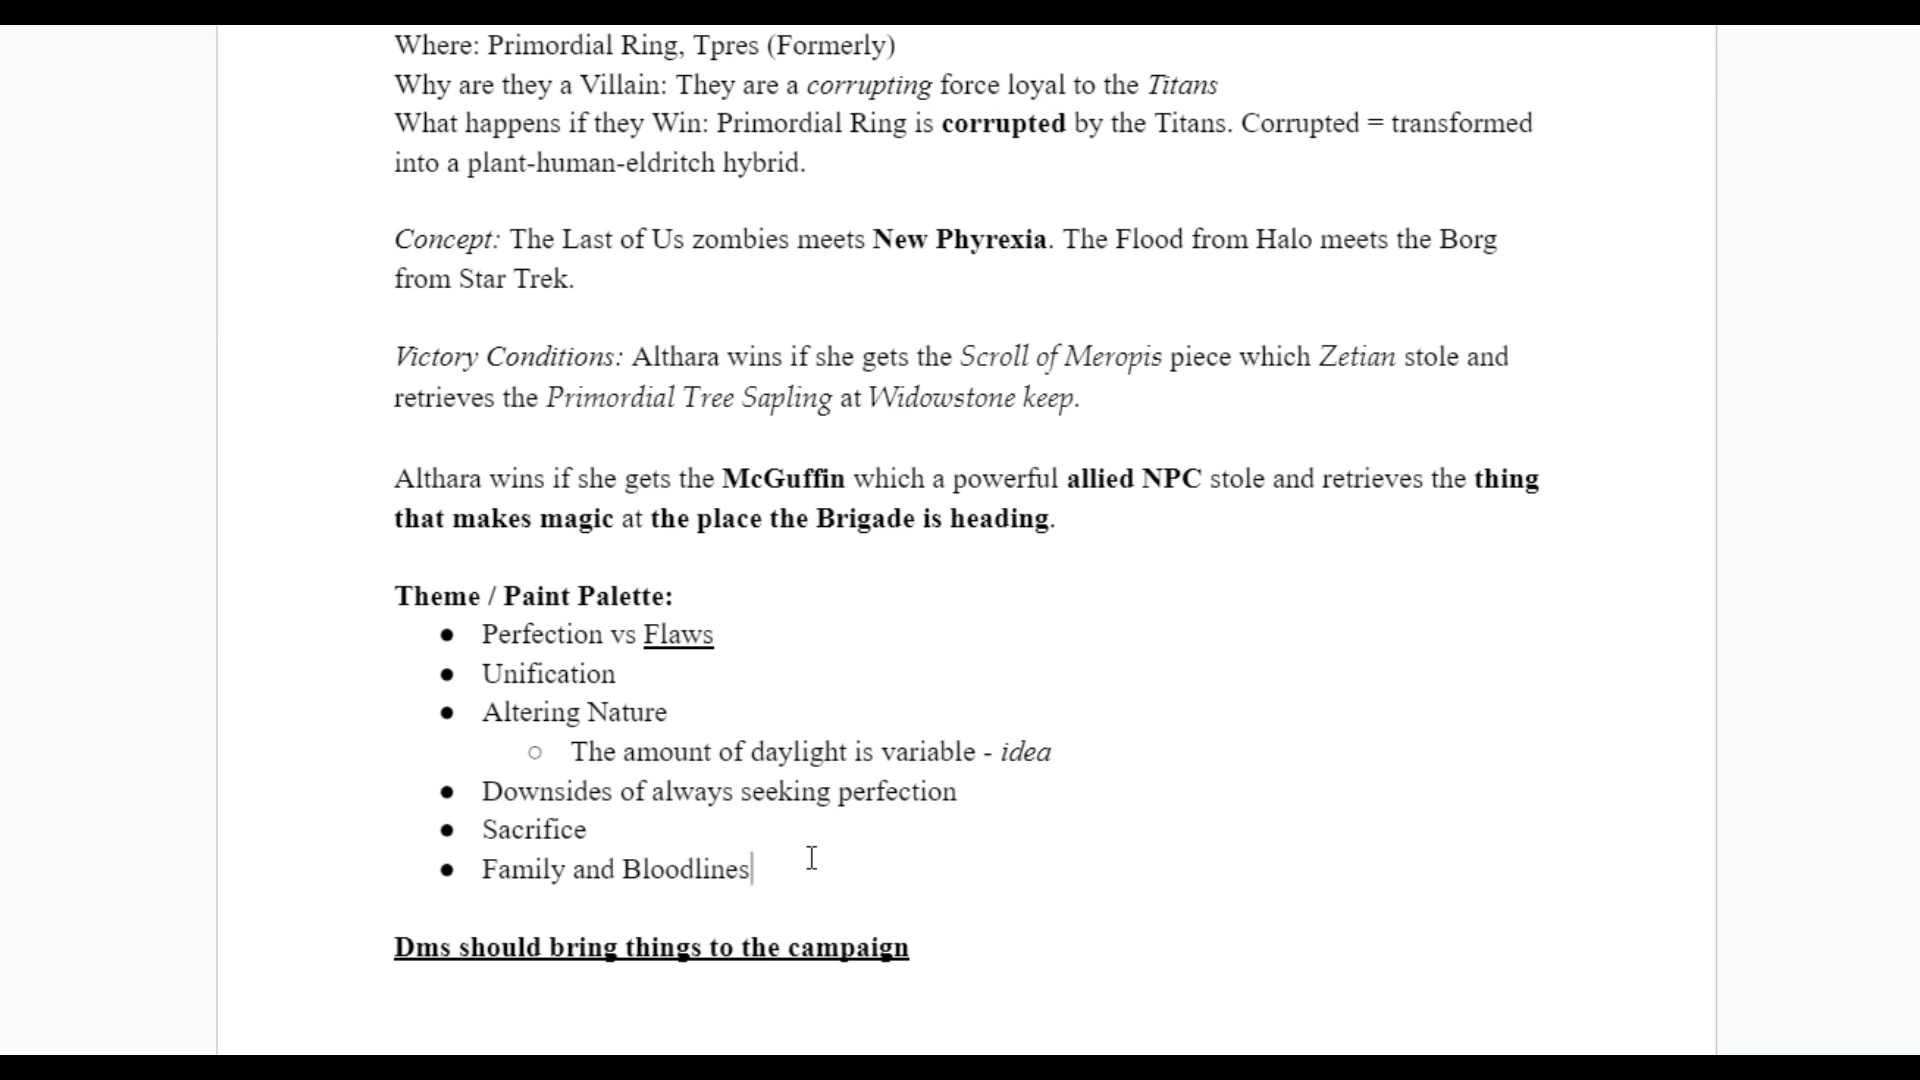 Where: Primordial Ring, Tpres (Formerly)
Why are they a Villain: They are a corrupting force loyal to the Titans
What happens if they Win: Primordial Ring is corrupted by the Titans. Corrupted = transformed
into a plant-human-eldritch hybrid.
Concept: The Last of Us zombies meets New Phyrexia. The Flood from Halo meets the Borg
from Star Trek.
Victory Conditions: Althara wins if she gets the Scroll of Meropis piece which Zetian stole and
retrieves the Primordial Tree Sapling at Widowstone keep.
Althara wins if she gets the McGuffin which a powerful allied NPC stole and retrieves the thing
that makes magic at the place the Brigade is heading.
Theme / Paint Palette:
● Perfection vs Flaws
● Unification
● Altering Nature
○ The amount of daylight is variable - idea
● Downsides of always seeking perfection
● Sacrifice
● Family and Bloodlines
Dms should bring things to the campaign